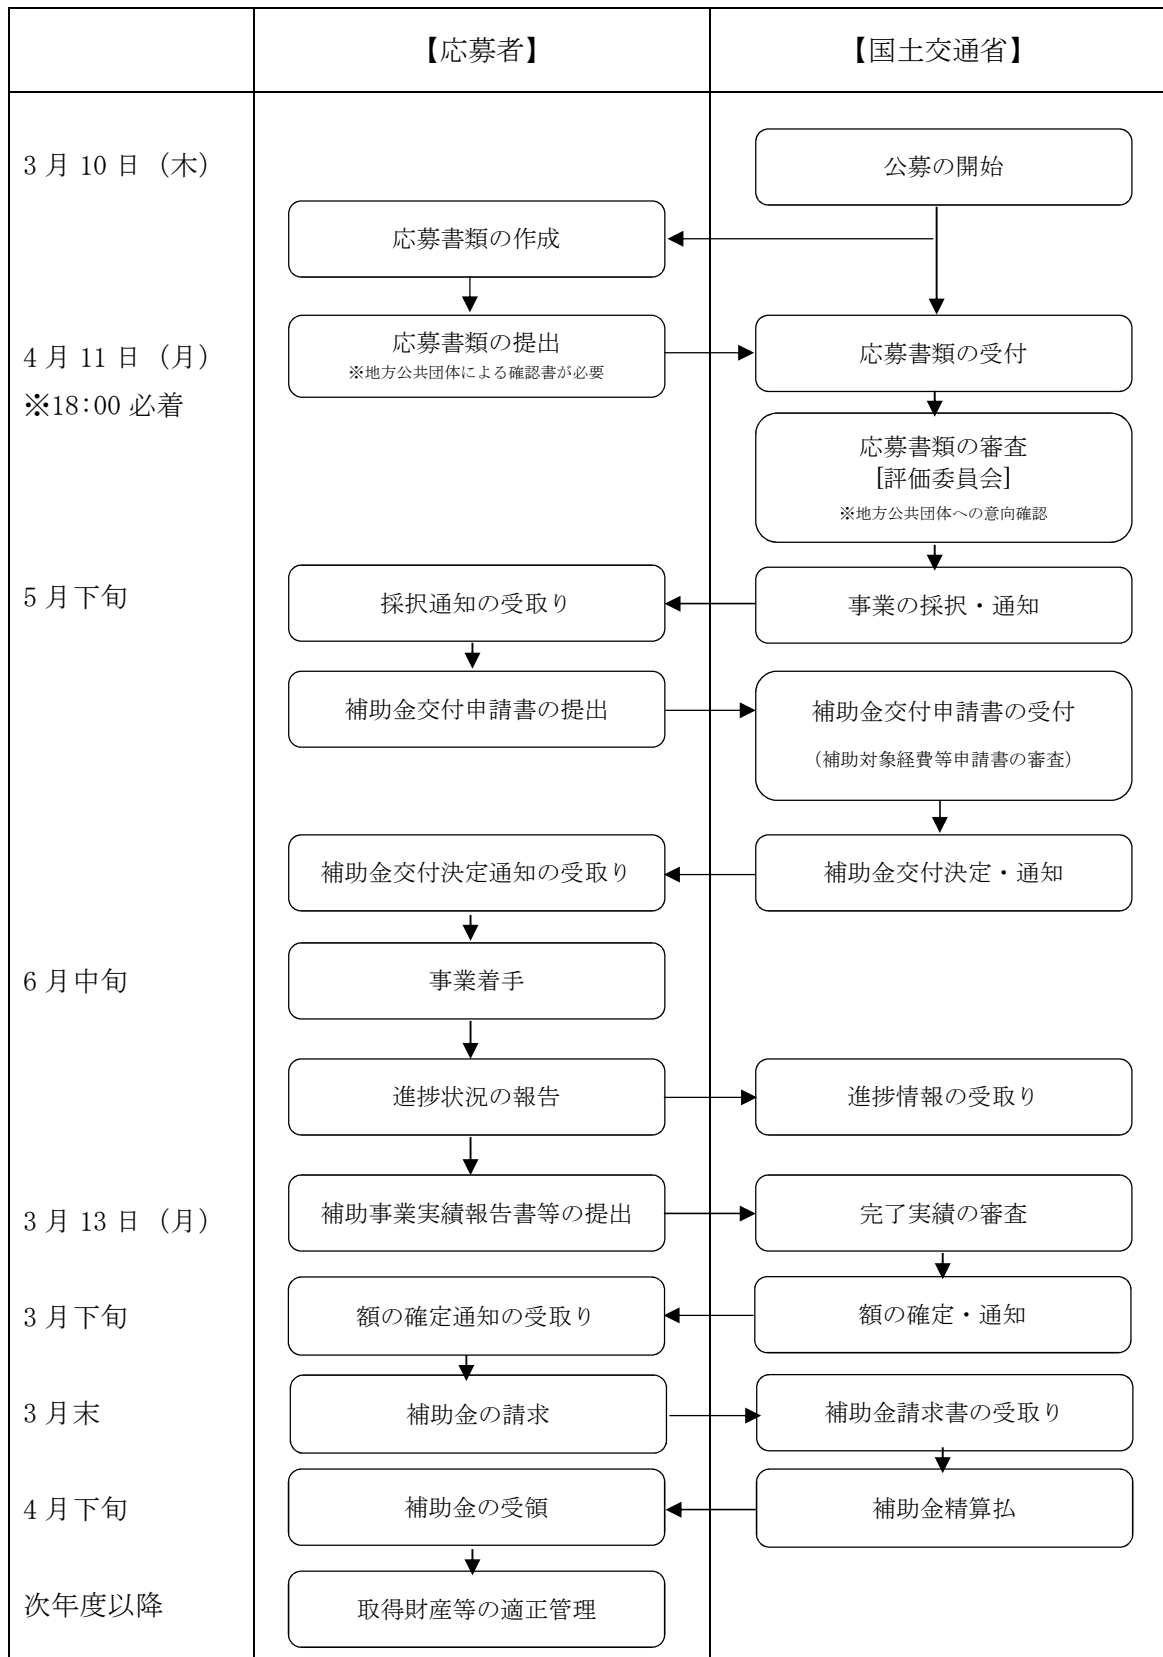 【応募者】
【国土交通省】
3月10日（木）
公募の開始
応募書類の作成
4月11日（月）
※18:00必着
応募書類の提出
※地方公共団体による確認書が必要
応募書類の受付
応募書類の審査
[評価委員会]
※地方公共団体への意向確認
5月下旬
採択通知の受取り
事業の採択・通知
補助金交付申請書の提出
補助金交付申請書の受付
（補助対象経費等申請書の審査）
補助金交付決定通知の受取り
補助金交付決定・通知
6月中旬
事業着手
進捗状況の報告
進捗情報の受取り
3月13日（月）
補助事業実績報告書等の提出
完了実績の審査
3月下旬
額の確定通知の受取り
額の確定・通知
3月末
補助金の請求
補助金請求書の受取り
4月下旬
補助金の受領
補助金精算払
次年度以降
取得財産等の適正管理